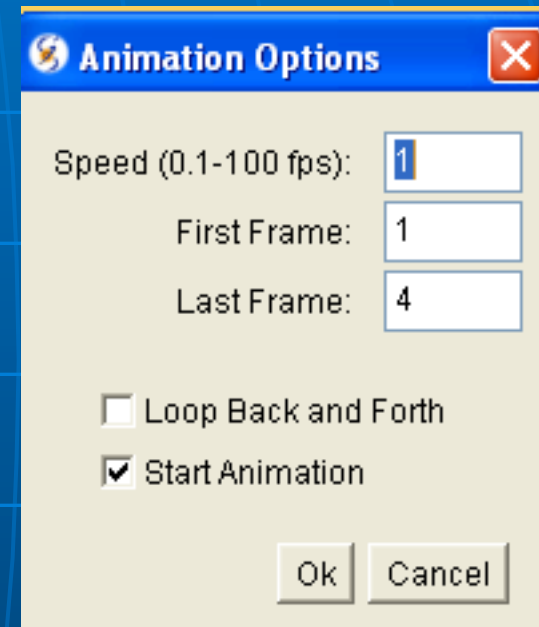 Animation Options
Speed (0.1-100 fps): 1
First Frame: 1
Last Frame: 4
Loop Back and Forth
Start Animation
Ok Cancel